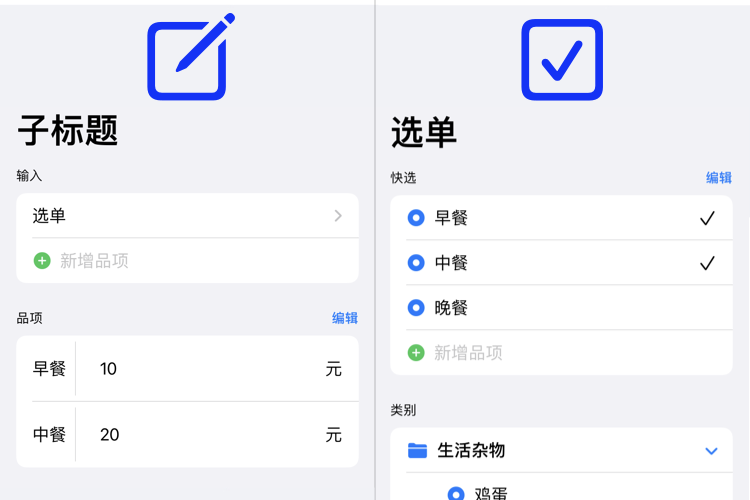 子标题
输入
选单
新增品项
品项 编辑
早餐 10 元
中餐 20 元
选单
快选 编辑
早餐
中餐
晚餐
新增品项
类别
生活杂物
鸡蛋